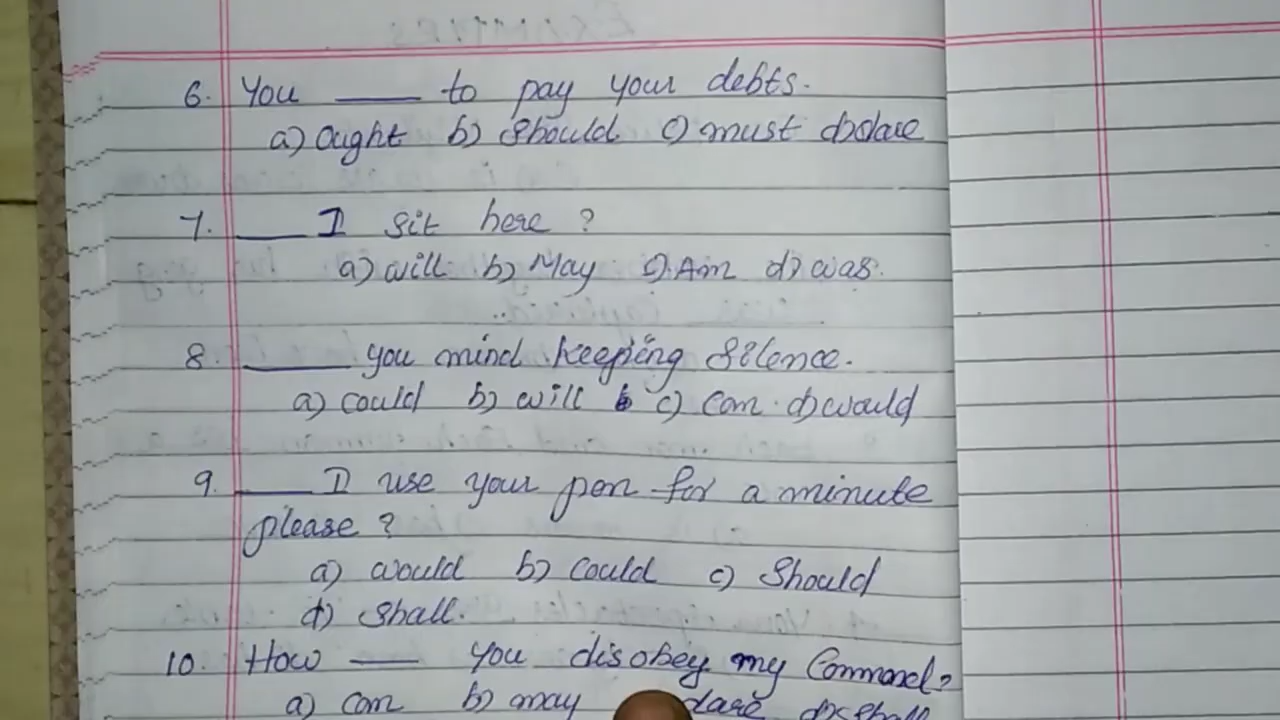 6. You ____ to pay your debts.
a) Ought b) Should c) must d) dare
7. ____ I sit here ?
a) will b) May c) Am d) was.
8. ____ you mind keeping Silence.
a) Could b) will c) Can d) would
9. ____ I use your pen for a minute
please ?
a) would b) Could c) Should
d) Shall.
10. How ____ you disobey my Command?
a) Can b) may dare d) Shall